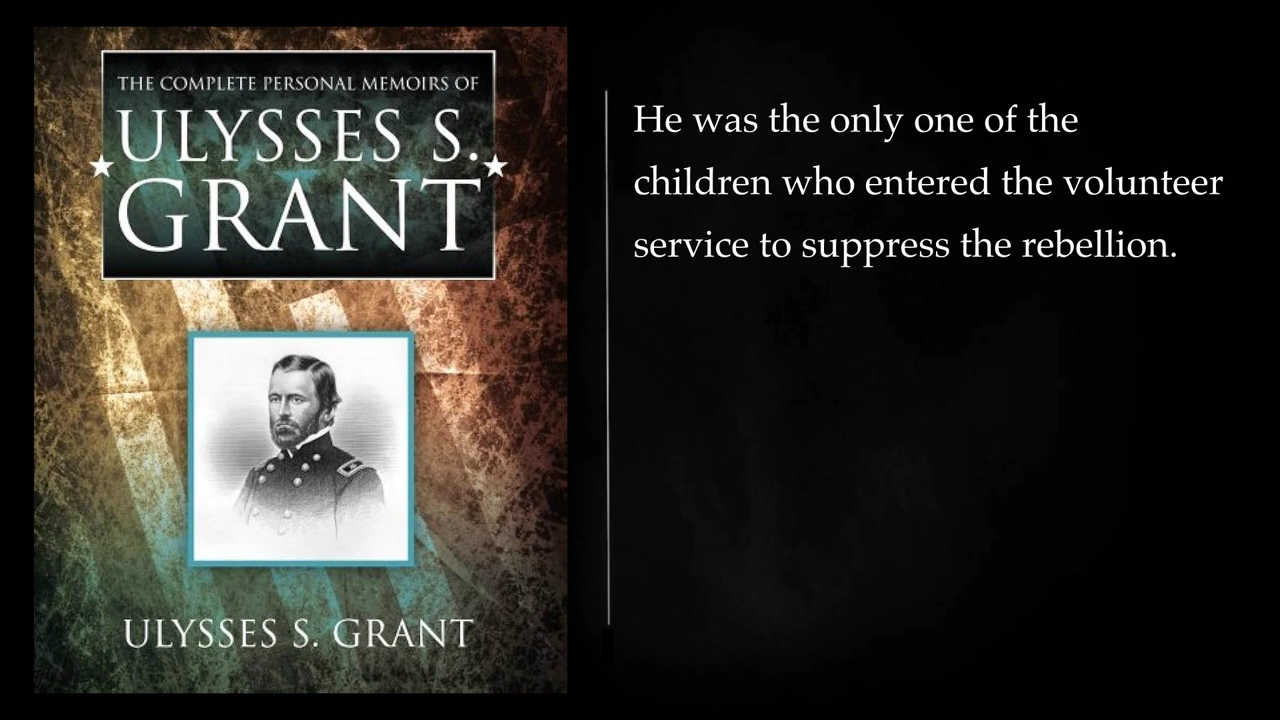 THE COMPLETE PERSONAL MEMOIRS OF
ULYSSES S.
GRANT
ULYSSES S. GRANT
He was the only one of the
children who entered the volunteer
service to suppress the rebellion.